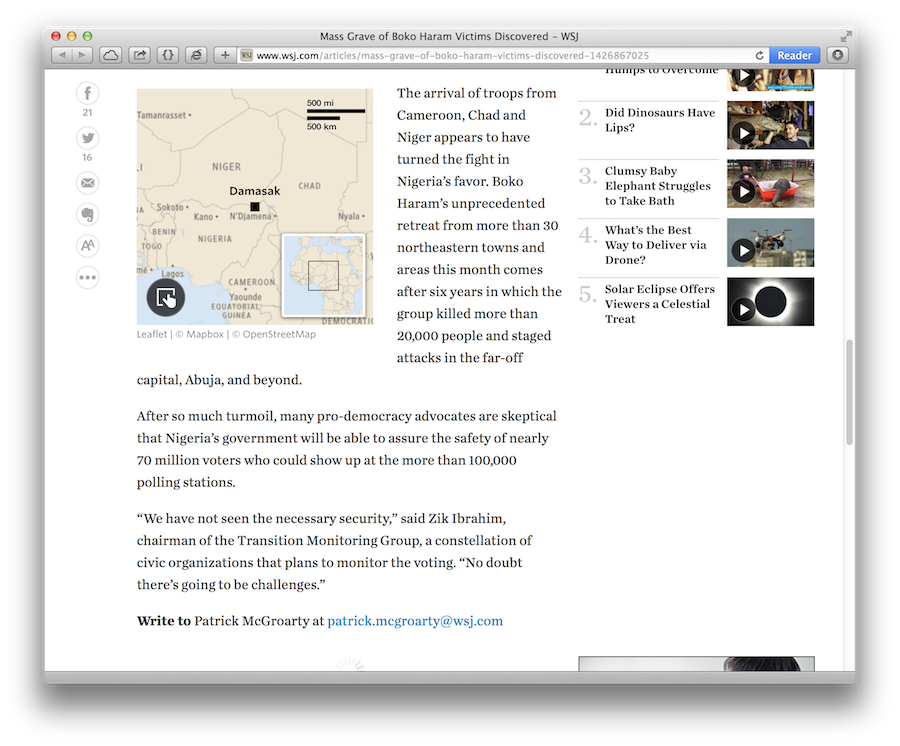 Mass Grave of Boko Haram Victims Discovered – WSJ
www.wsj.com/articles/mass-grave-of-boko-haram-victims-discovered-1426867025
Reader
21
16
500 mi
500 km
Tamanrasset
NIGER
CHAD
Damasak
Sokoto
Kano
N'Djamena
Nyala
BENIN
NIGERIA
TOGO
Lagos
CAMEROON
Yaounde
EQUATORIAL
GUINEA
DEMOCRATIC
Leaflet | © Mapbox | © OpenStreetMap
The arrival of troops from
Cameroon, Chad and
Niger appears to have
turned the fight in
Nigeria’s favor. Boko
Haram’s unprecedented
retreat from more than 30
northeastern towns and
areas this month comes
after six years in which the
group killed more than
20,000 people and staged
attacks in the far-off
capital, Abuja, and beyond.
After so much turmoil, many pro-democracy advocates are skeptical
that Nigeria’s government will be able to assure the safety of nearly
70 million voters who could show up at the more than 100,000
polling stations.
“We have not seen the necessary security,” said Zik Ibrahim,
chairman of the Transition Monitoring Group, a constellation of
civic organizations that plans to monitor the voting. “No doubt
there’s going to be challenges.”
Write to Patrick McGroarty at patrick.mcgroarty@wsj.com
Humps to Overcome
2. Did Dinosaurs Have
Lips?
3. Clumsy Baby
Elephant Struggles
to Take Bath
4. What’s the Best
Way to Deliver via
Drone?
5. Solar Eclipse Offers
Viewers a Celestial
Treat